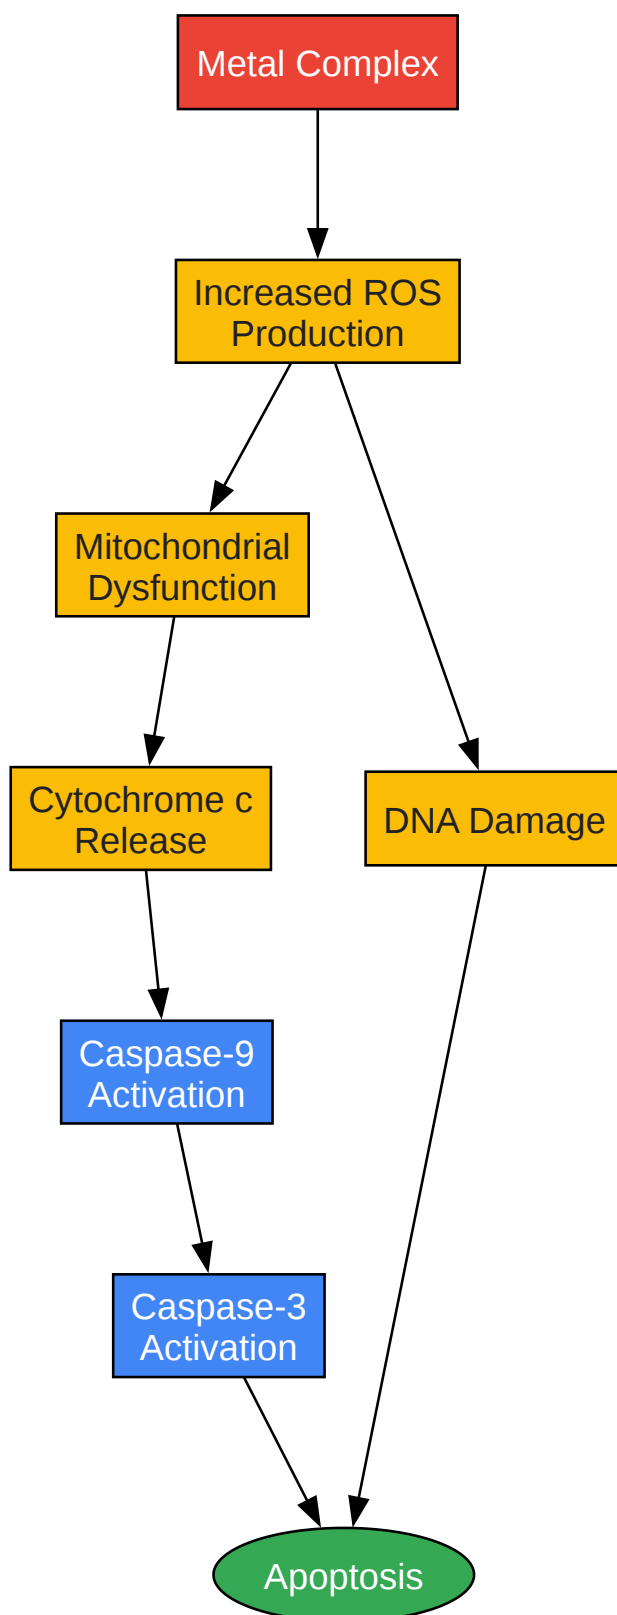 Metal Complex
Increased ROS
Production
Mitochondrial
Dysfunction
Cytochrome c
Release
DNA Damage
Caspase-9
Activation
Caspase-3
Activation
Apoptosis